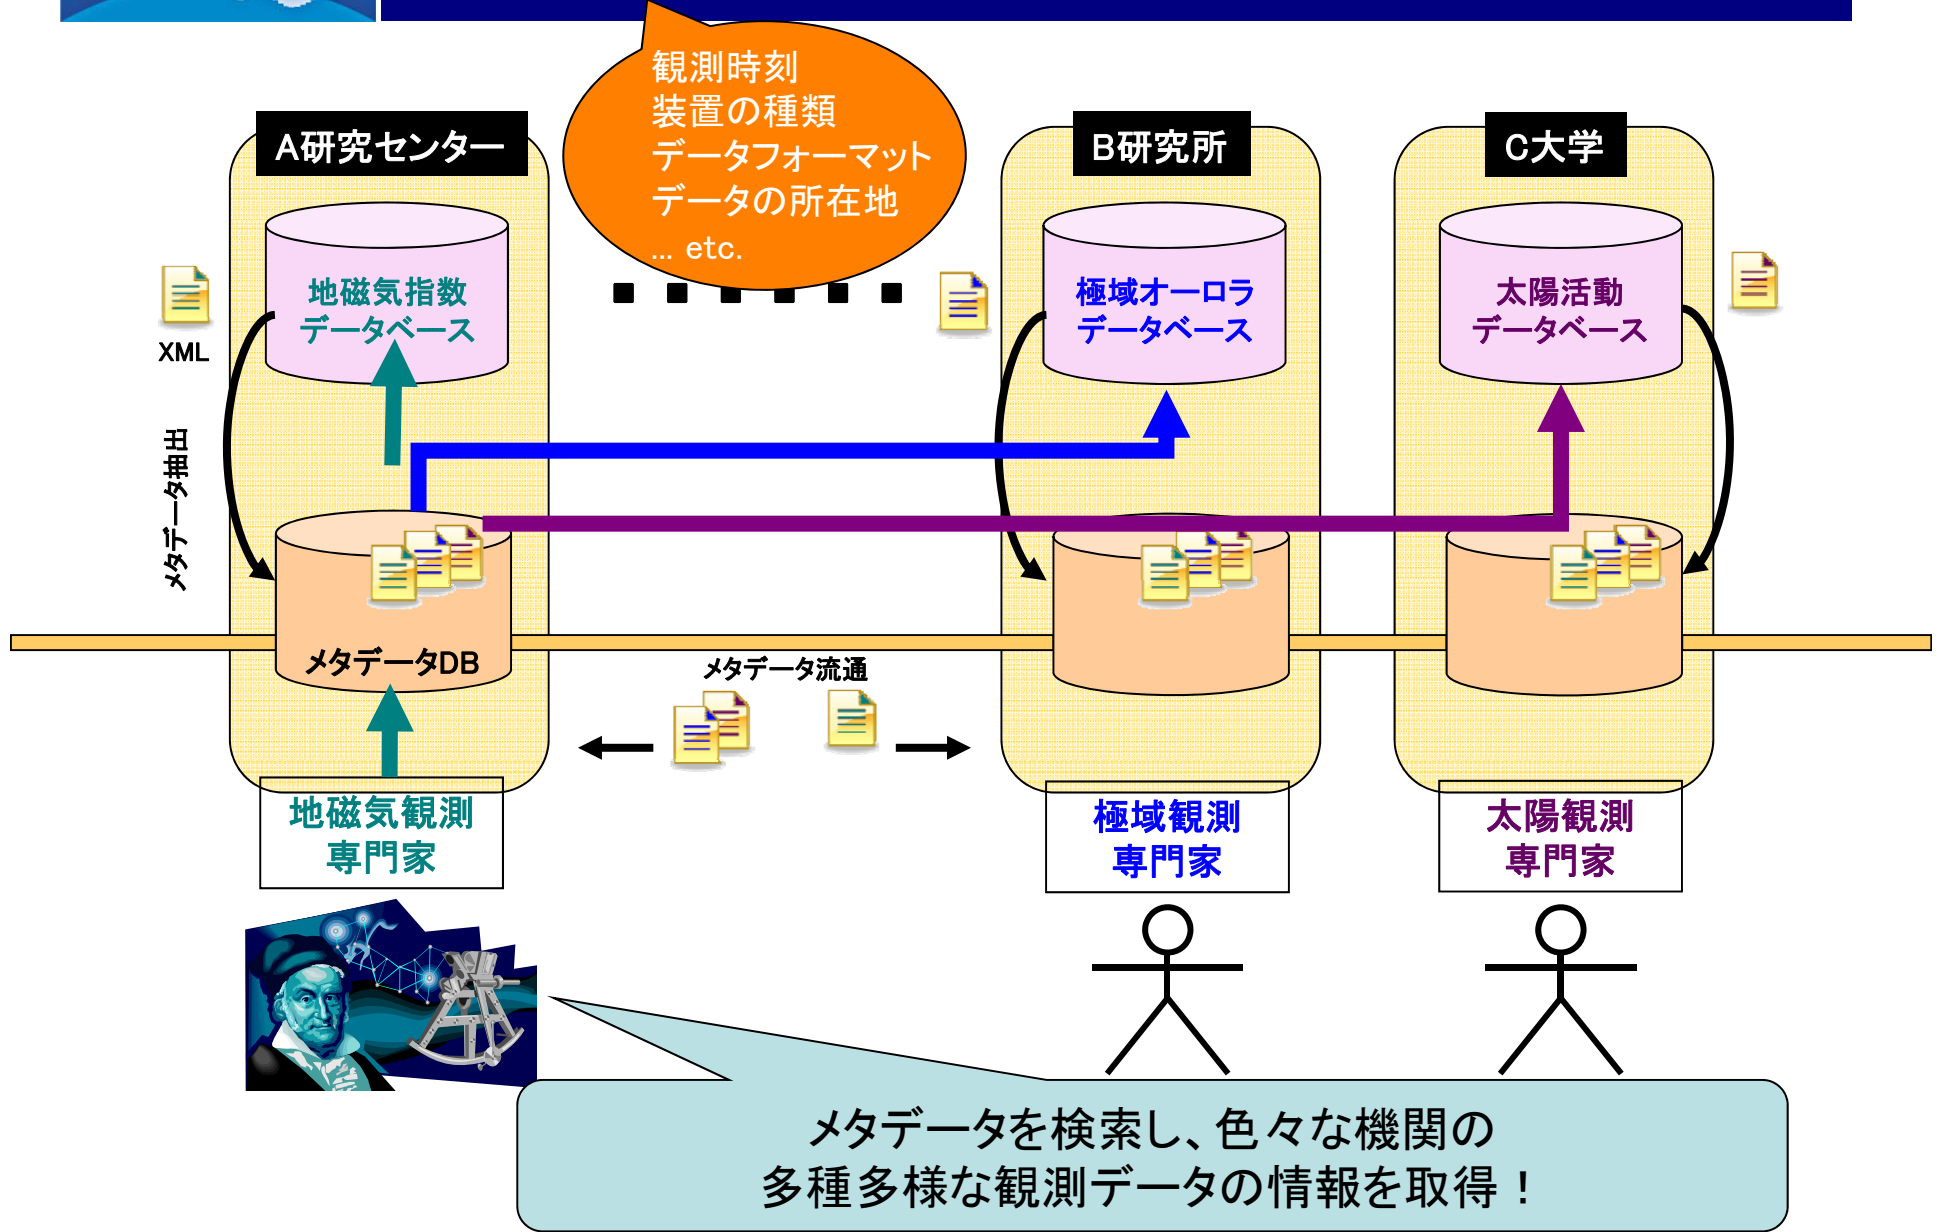 観測時刻
装置の種類
データフォーマット
データの所在地
... etc.
A研究センター
B研究所
C大学
地磁気指数
データベース
極域オーロラ
データベース
太陽活動
データベース
XML
メタデータ抽出
メタデータDB
メタデータ流通
地磁気観測
専門家
極域観測
専門家
太陽観測
専門家
メタデータを検索し、色々な機関の
多種多様な観測データの情報を取得！